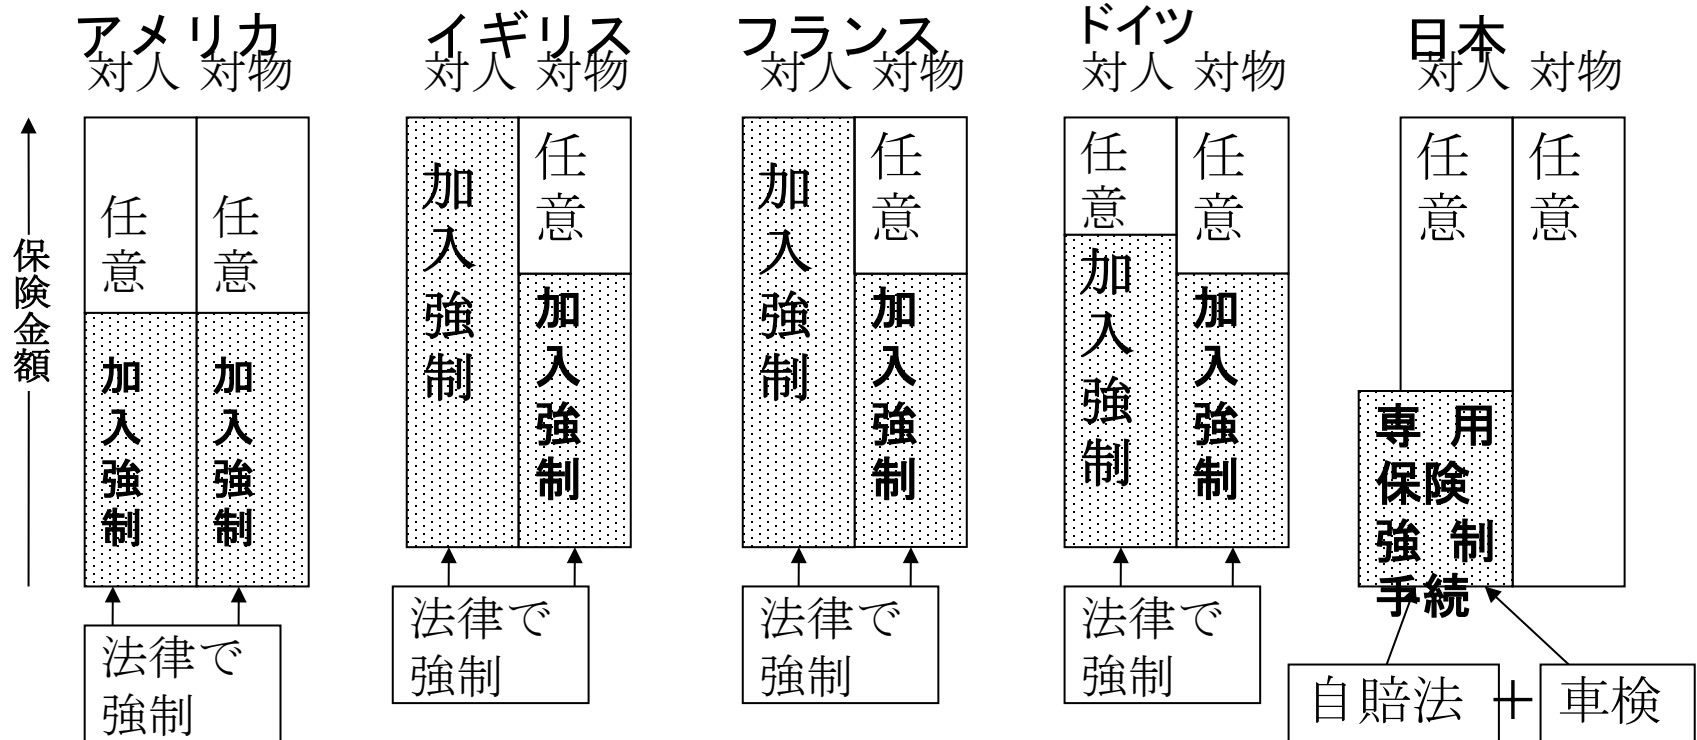 アメリカ
対人 対物
任意
任意
加入強制
加入強制
法律で
強制
イギリス
対人 対物
加入強制
任意
加入強制
法律で
強制
フランス
対人 対物
加入強制
任意
加入強制
法律で
強制
ドイツ
対人 対物
任意
加入強制
任意
加入強制
法律で
強制
日本
対人 対物
任意
任意
専 用
保険
強 制
手続
自賠法 + 車検
保険金額